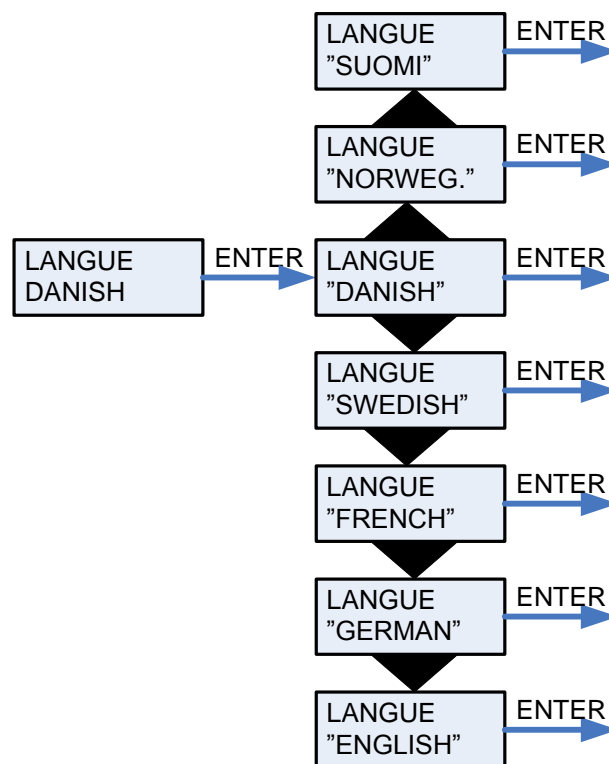 LANGUE
”SUOMI”
ENTER
LANGUE
”NORWEG.”
ENTER
LANGUE
DANISH
ENTER
LANGUE
”DANISH”
ENTER
LANGUE
”SWEDISH”
ENTER
LANGUE
”FRENCH”
ENTER
LANGUE
”GERMAN”
ENTER
LANGUE
”ENGLISH”
ENTER